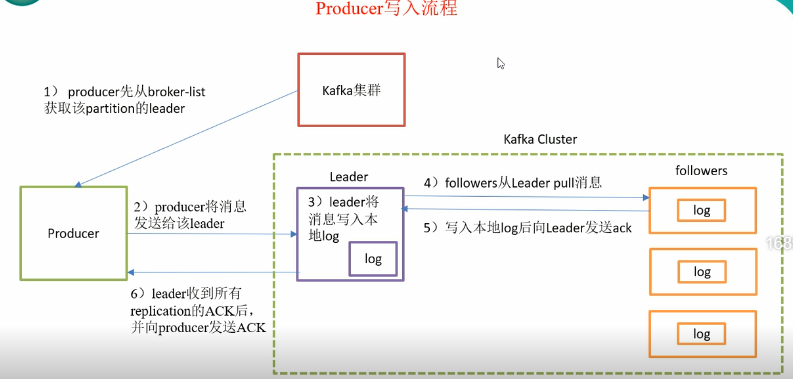 Producer写入流程
1） producer先从broker-list
获取该partition的leader
Kafka集群
Kafka Cluster
Leader
followers
Producer
2）producer将消息
发送给该leader
3）leader将
消息写入本
地log
log
4）followers从Leader pull消息
5）写入本地log后向Leader发送ack
log
log
log
6）leader收到所有
replication的ACK后，
并向producer发送ACK
168